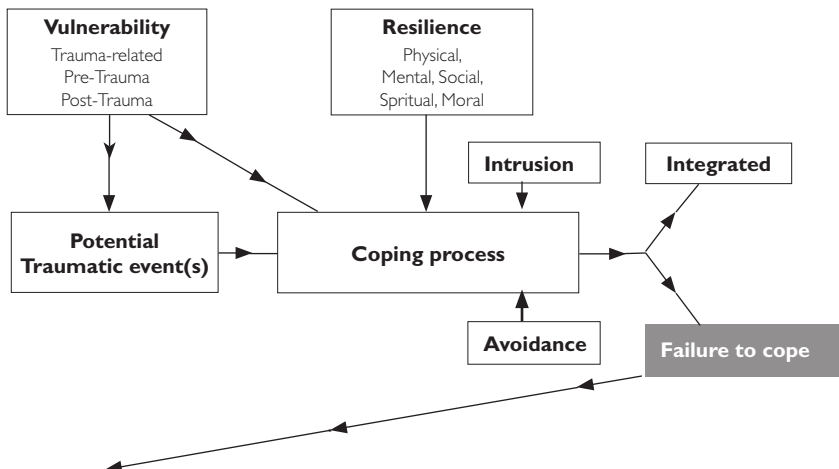 Vulnerability
Trauma-related
Pre-Trauma
Post-Trauma
Resilience
Physical,
Mental, Social,
Spritual, Moral
Intrusion
Integrated
Potential
Traumatic event(s)
Coping process
Avoidance
Failure to cope